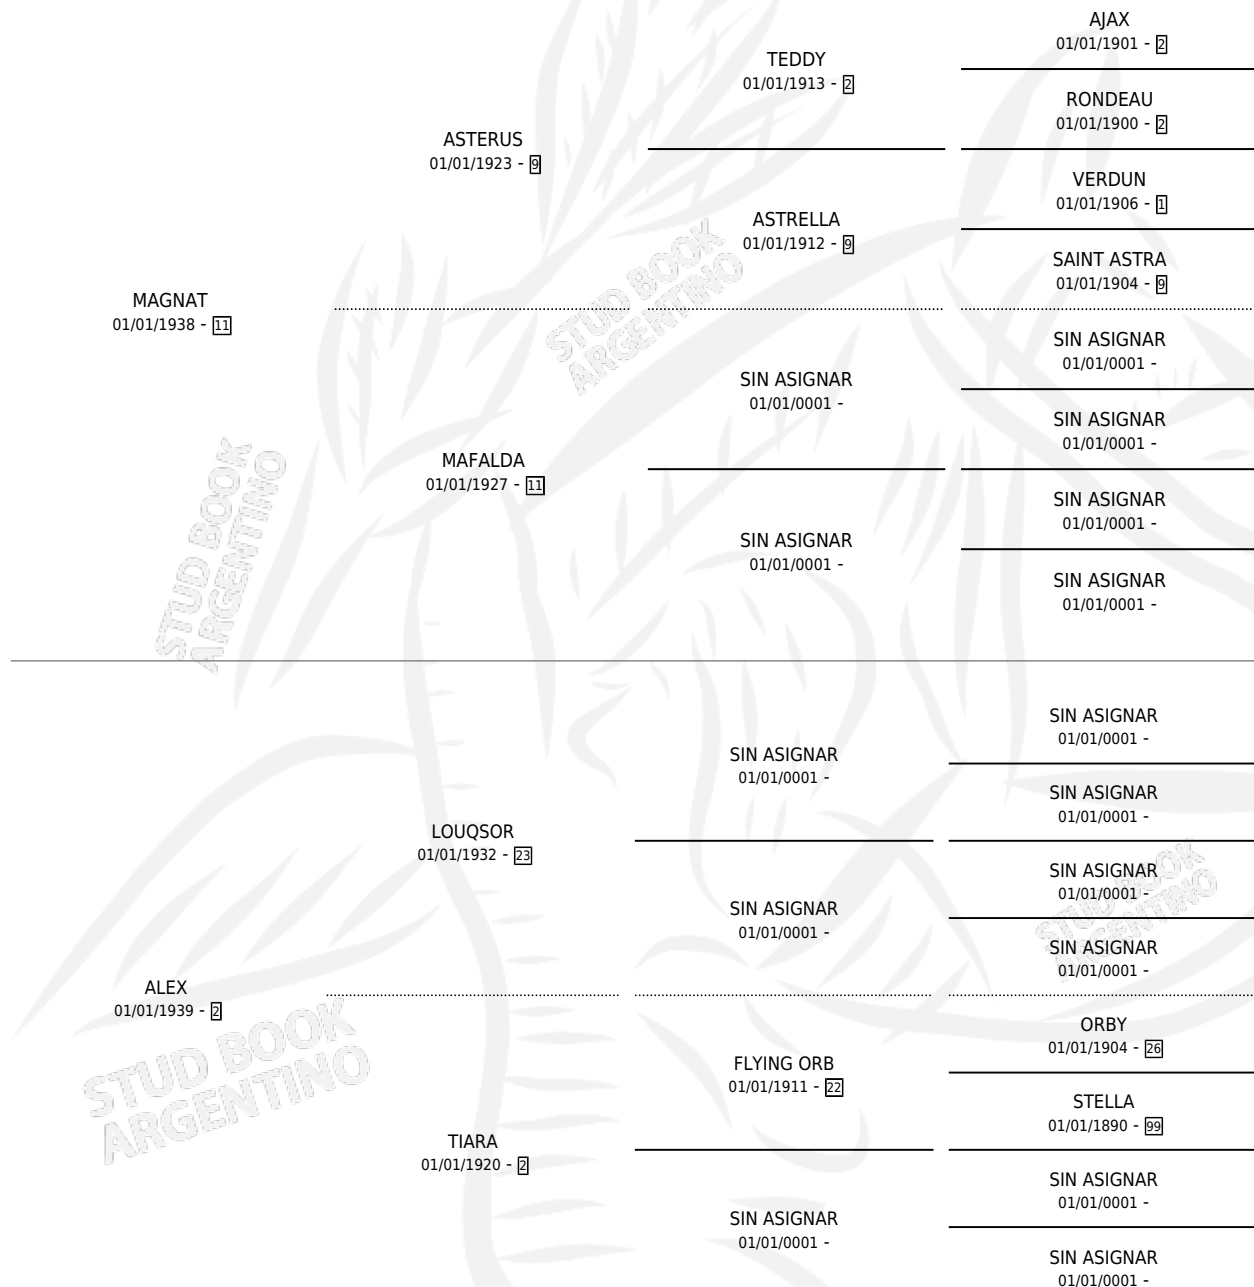 AJAX
01/01/1901 - 2
TEDDY
01/01/1913 - 2
RONDEAU
01/01/1900 - 2
ASTERUS
01/01/1923 - 9
VERDUN
01/01/1906 - 1
ASTRELLA
01/01/1912 - 9
SAINT ASTRA
01/01/1904 - 9
MAGNAT
01/01/1938 - 11
SIN ASIGNAR
01/01/0001 -
SIN ASIGNAR
01/01/0001 -
SIN ASIGNAR
01/01/0001 -
MAFALDA
01/01/1927 - 11
SIN ASIGNAR
01/01/0001 -
SIN ASIGNAR
01/01/0001 -
SIN ASIGNAR
01/01/0001 -
STUD BOOK
ARGENTINO
STUD BOOK
ARGENTINO
SIN ASIGNAR
01/01/0001 -
SIN ASIGNAR
01/01/0001 -
SIN ASIGNAR
01/01/0001 -
LOUQSOR
01/01/1932 - 23
SIN ASIGNAR
01/01/0001 -
SIN ASIGNAR
01/01/0001 -
SIN ASIGNAR
01/01/0001 -
STUD BOOK
ARGENTINO
ALEX
01/01/1939 - 2
STUD BOOK
ARGENTINO
ORBY
01/01/1904 - 26
FLYING ORB
01/01/1911 - 22
STELLA
01/01/1890 - 99
TIARA
01/01/1920 - 2
SIN ASIGNAR
01/01/0001 -
SIN ASIGNAR
01/01/0001 -
SIN ASIGNAR
01/01/0001 -